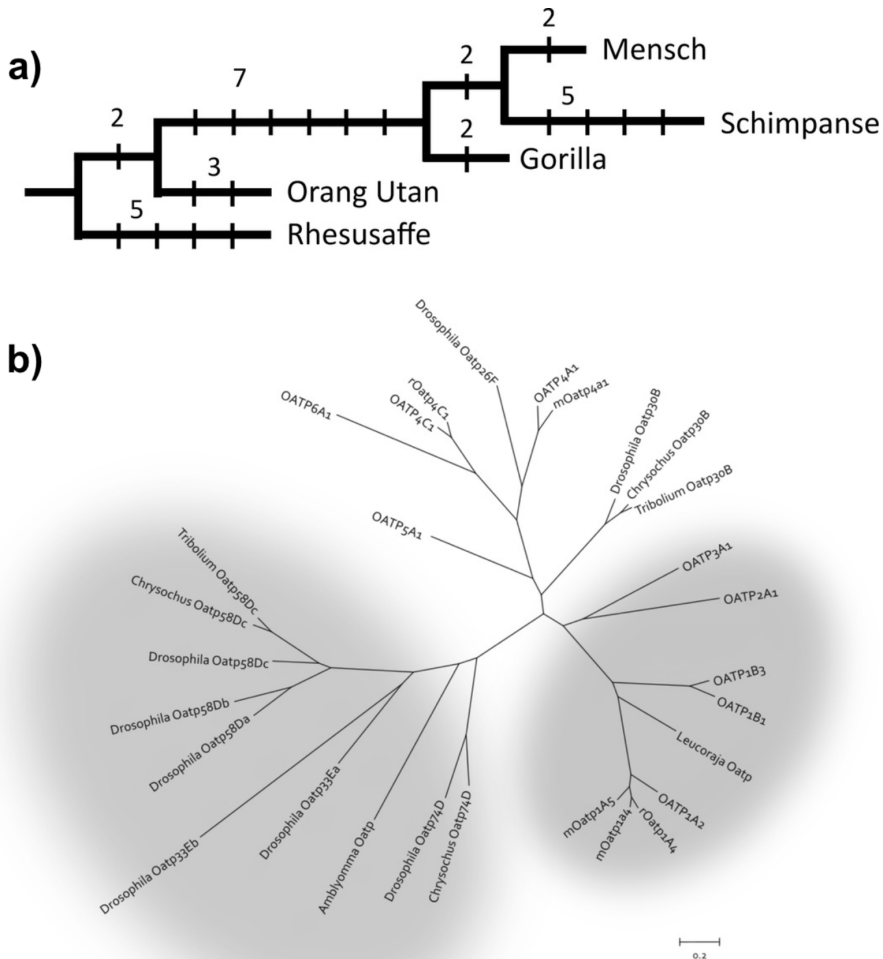 a)
2
Mensch
7
2
5
Schimpanse
2
2
Gorilla
3
Orang Utan
5
Rhesusaffe
b)
Drosophila Oatp26F
OATP4A1
mOatp4a1
rOatp4C1
OATP4C1
OATP6A1
Drosophila Oatp30B
Chrysochus Oatp30B
Tribolium Oatp30B
OATP5A1
OATP3A1
OATP2A1
Tribolium Oatp58Dc
Chrysochus Oatp58Dc
Drosophila Oatp58Dc
Drosophila Oatp58Db
Drosophila Oatp58Da
OATP1B3
OATP1B1
Leucoraja Oatp
Drosophila Oatp33Eb
Drosophila Oatp33Ea
Amblyomma Oatp
Drosophila Oatp74D
Chrysochus Oatp74D
mOatp1A5
mOatp1a4
rOatp1A4
OATP1A2
0.2